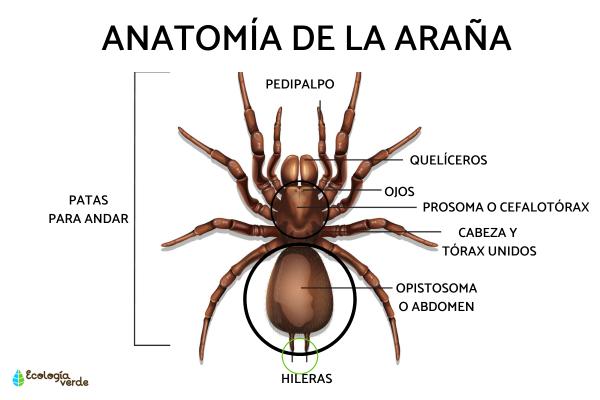 ANATOMÍA DE LA ARAÑA
PEDIPALPO
QUELÍCEROS
OJOS
PROSOMA O CEFALOTÓRAX
PATAS
PARA ANDAR
CABEZA Y
TÓRAX UNIDOS
OPISTOSOMA
O ABDOMEN
HILERAS
Ecología
verde